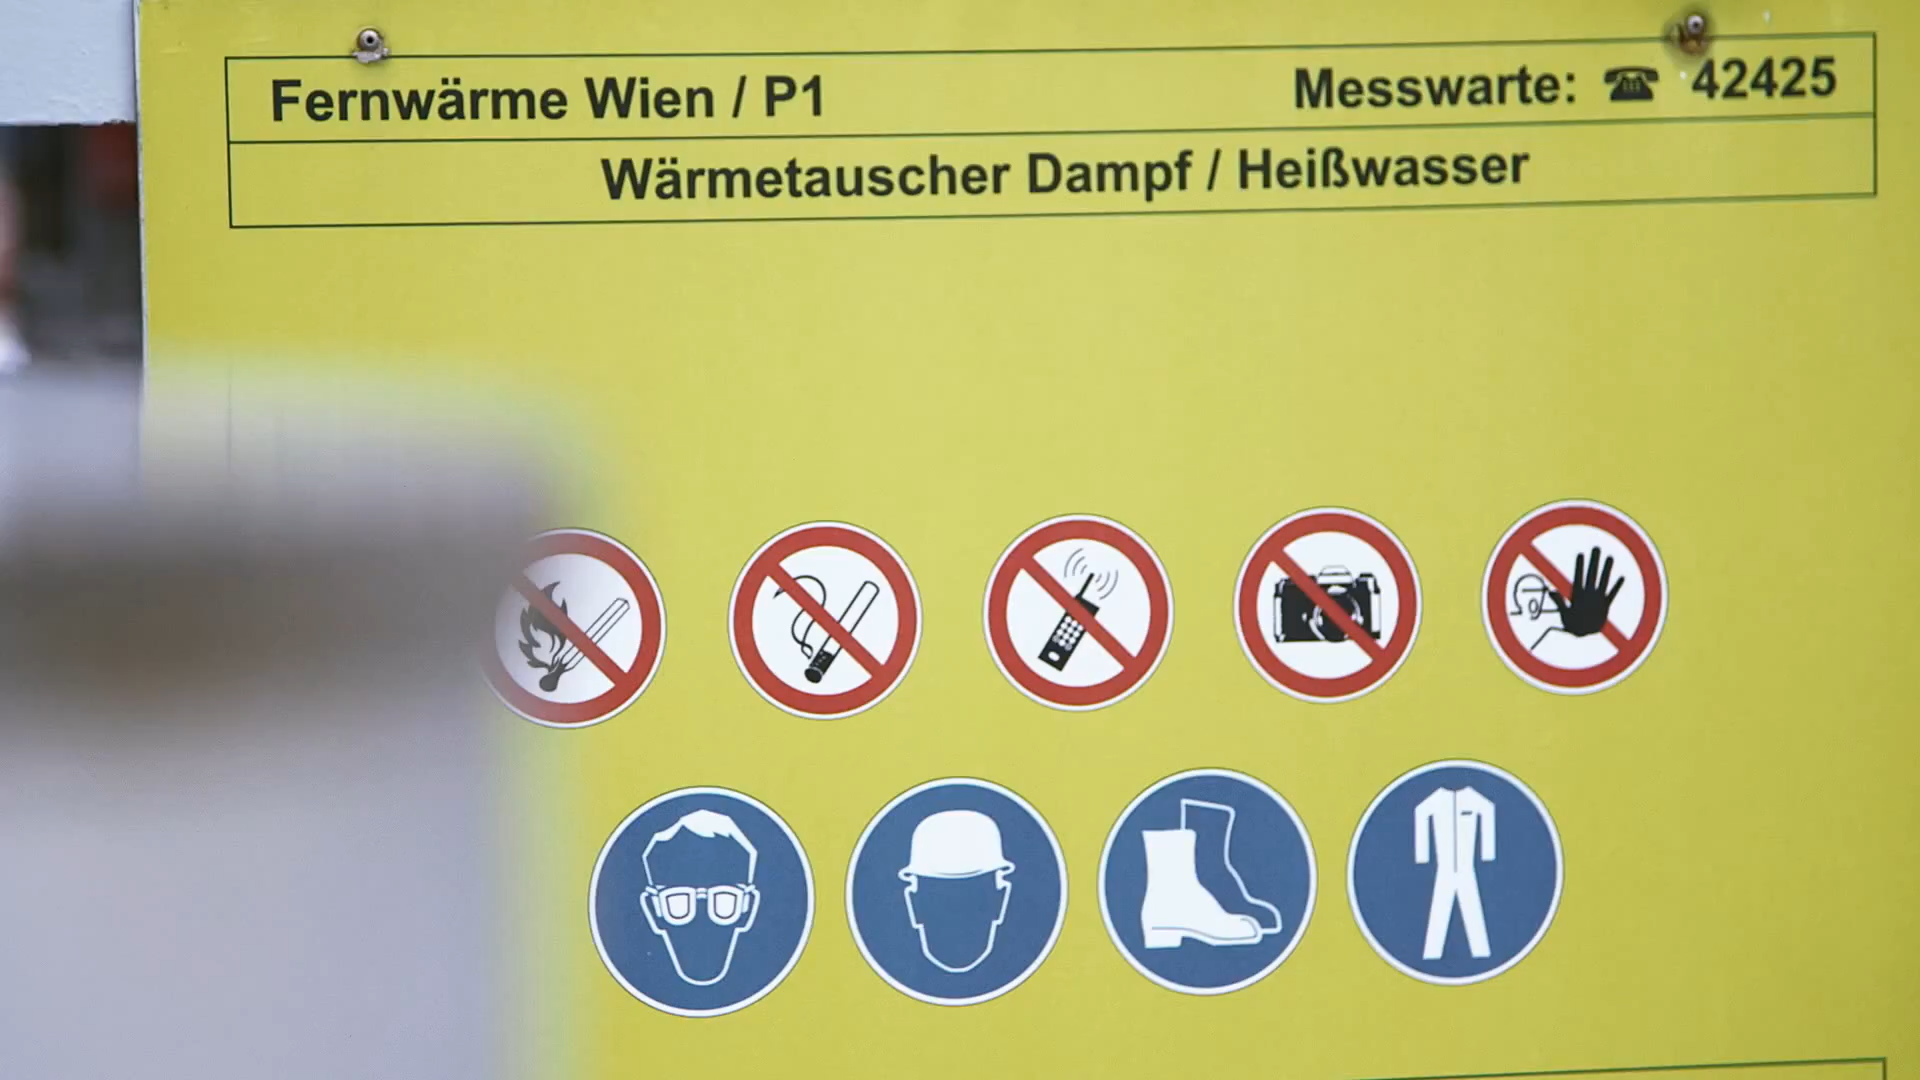 Fernwärme Wien / P1
Messwarte: ☎ 42425
Wärmetauscher Dampf / Heißwasser